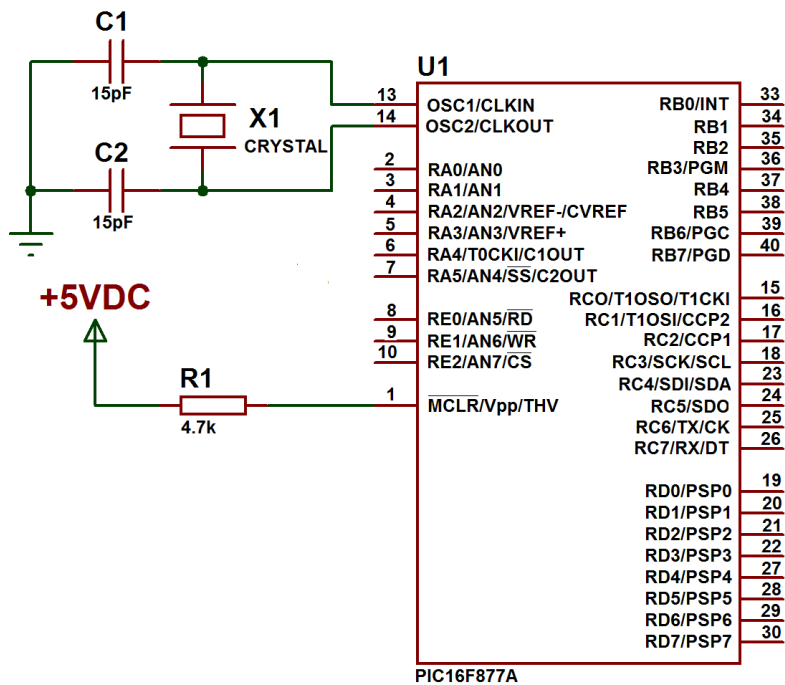 C1
15pF
X1
CRYSTAL
C2
15pF
+5VDC
R1
4.7k
U1
13 OSC1/CLKIN
14 OSC2/CLKOUT
2 RA0/AN0
3 RA1/AN1
4 RA2/AN2/VREF-/CVREF
5 RA3/AN3/VREF+
6 RA4/T0CKI/C1OUT
7 RA5/AN4/SS/C2OUT
8 RE0/AN5/RD
9 RE1/AN6/WR
10 RE2/AN7/CS
1 MCLR/Vpp/THV
RB0/INT 33
RB1 34
RB2 35
RB3/PGM 36
RB4 37
RB5 38
RB6/PGC 39
RB7/PGD 40
RCO/T1OSO/T1CKI 15
RC1/T1OSI/CCP2 16
RC2/CCP1 17
RC3/SCK/SCL 18
RC4/SDI/SDA 23
RC5/SDO 24
RC6/TX/CK 25
RC7/RX/DT 26
RD0/PSP0 19
RD1/PSP1 20
RD2/PSP2 21
RD3/PSP3 22
RD4/PSP4 27
RD5/PSP5 28
RD6/PSP6 29
RD7/PSP7 30
PIC16F877A